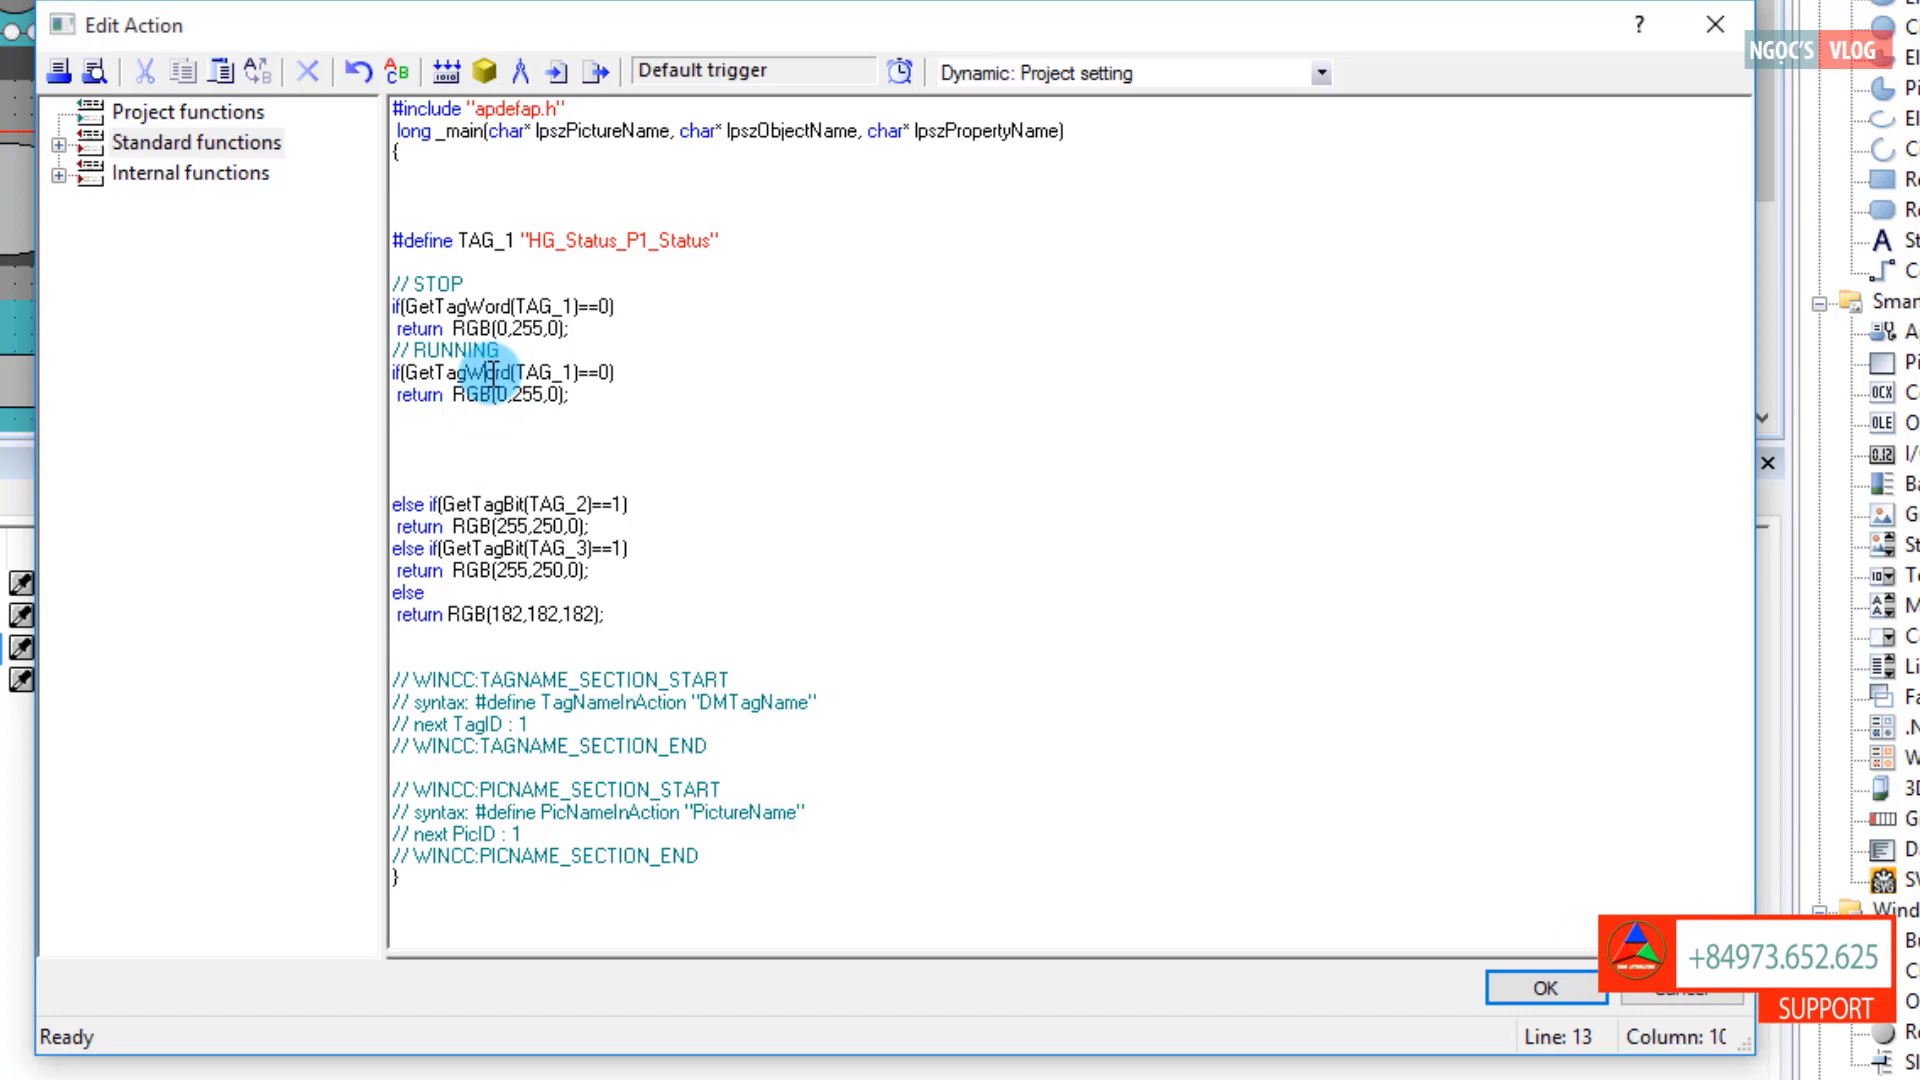 Edit Action
?
NGỌC'S VLOG
Default trigger
Dynamic: Project setting
Project functions
Standard functions
Internal functions
#include "apdefap.h"
long _main(char* lpszPictureName, char* lpszObjectName, char* lpszPropertyName)
{
#define TAG_1 "HG_Status_P1_Status"
// STOP
if(GetTagWord(TAG_1)==0)
return RGB(0,255,0);
// RUNNING
if(GetTagWord(TAG_1)==0)
return RGB(0,255,0);
else if(GetTagBit(TAG_2)==1)
return RGB(255,250,0);
else if(GetTagBit(TAG_3)==1)
return RGB(255,250,0);
else
return RGB(182,182,182);
// WINCC:TAGNAME_SECTION_START
// syntax: #define TagNameInAction "DMTagName"
// next TagID : 1
// WINCC:TAGNAME_SECTION_END
// WINCC:PICNAME_SECTION_START
// syntax: #define PicNameInAction "PictureName"
// next PicID : 1
// WINCC:PICNAME_SECTION_END
}
OK
+84973.652.625
SUPPORT
Ready
Line: 13
Column: 10